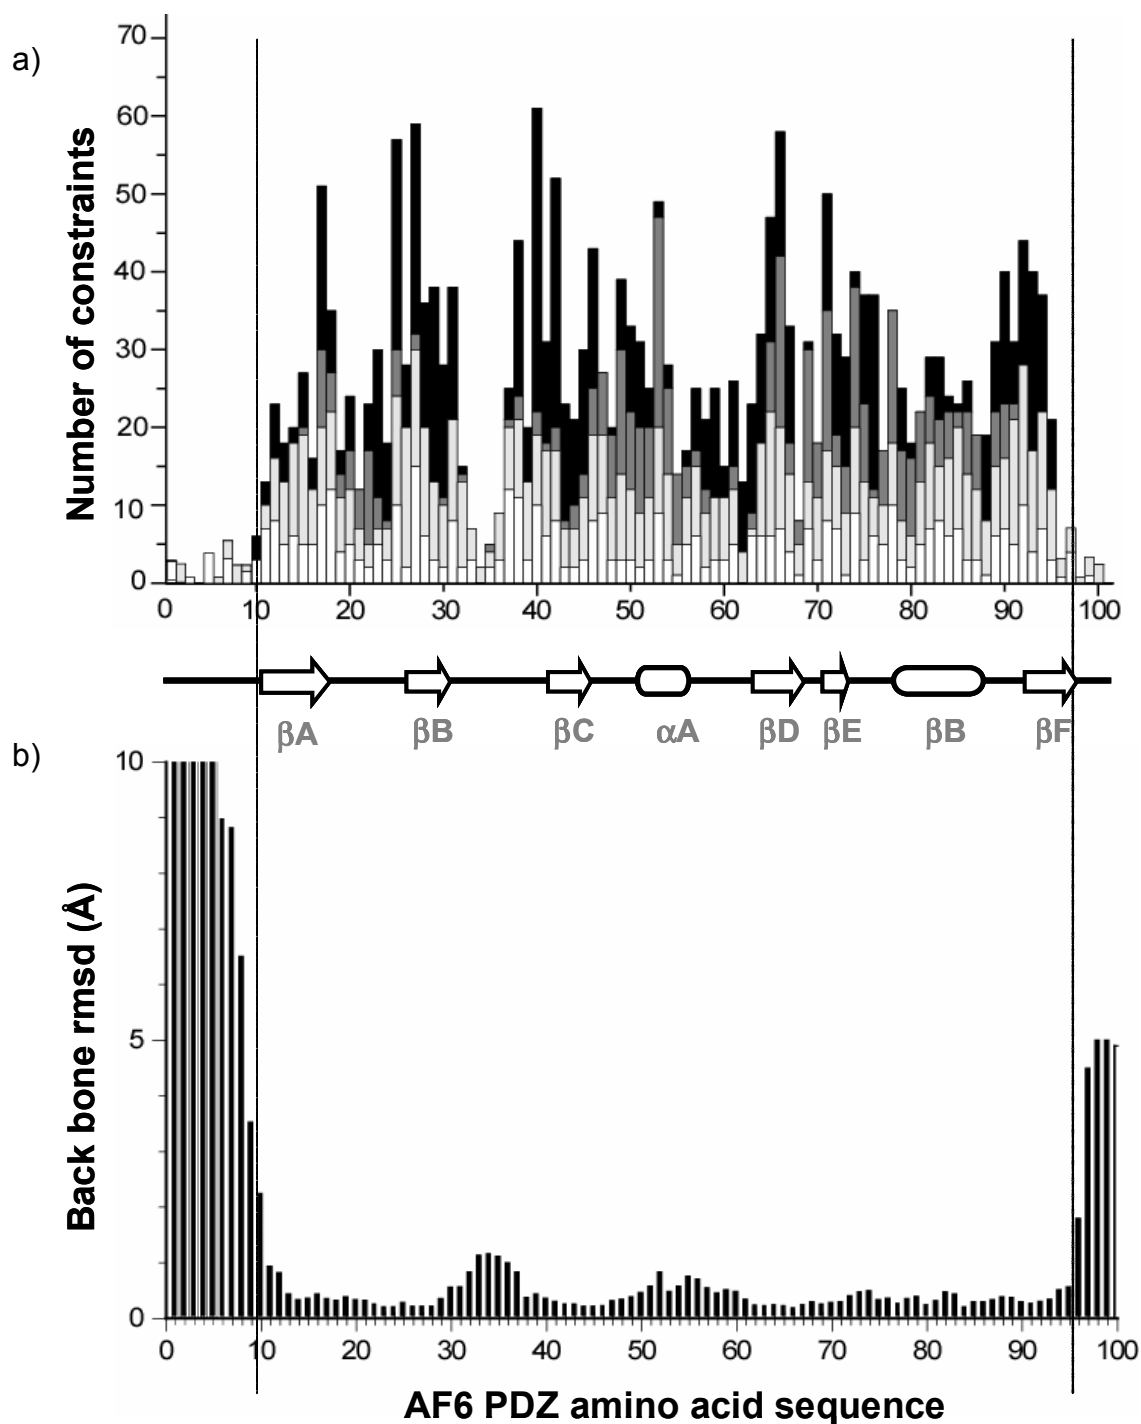 a)
Number of constraints
70
60
50
40
30
20
10
0
0 10 20 30 40 50 60 70 80 90 100
βA βB βC αA βD βE βB βF
b)
Back bone rmsd (Å)
10
5
0
0 10 20 30 40 50 60 70 80 90 100
AF6 PDZ amino acid sequence